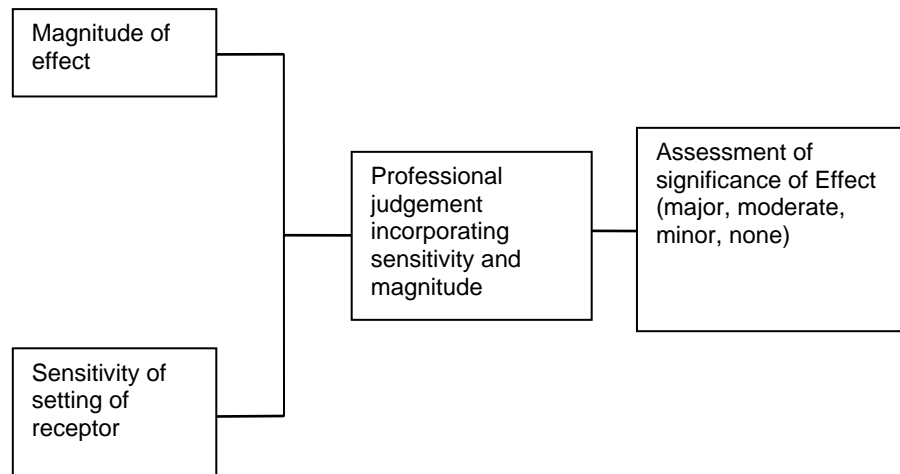 Magnitude of
effect
Sensitivity of
setting of
receptor
Professional
judgement
incorporating
sensitivity and
magnitude
Assessment of
significance of Effect
(major, moderate,
minor, none)